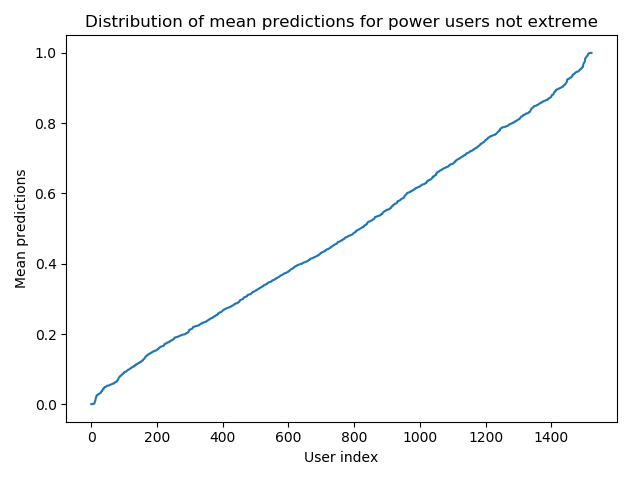 Distribution of mean predictions for power users not extreme
1.0
0.8
0.6
0.4
0.2
0.0
Mean predictions
0 200 400 600 800 1000 1200 1400
User index